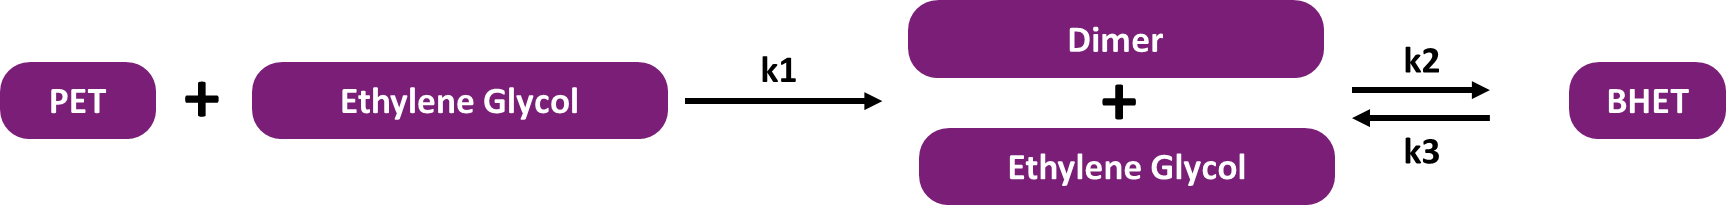 PET
+
Ethylene Glycol
k1
Dimer
+
Ethylene Glycol
k2
k3
BHET